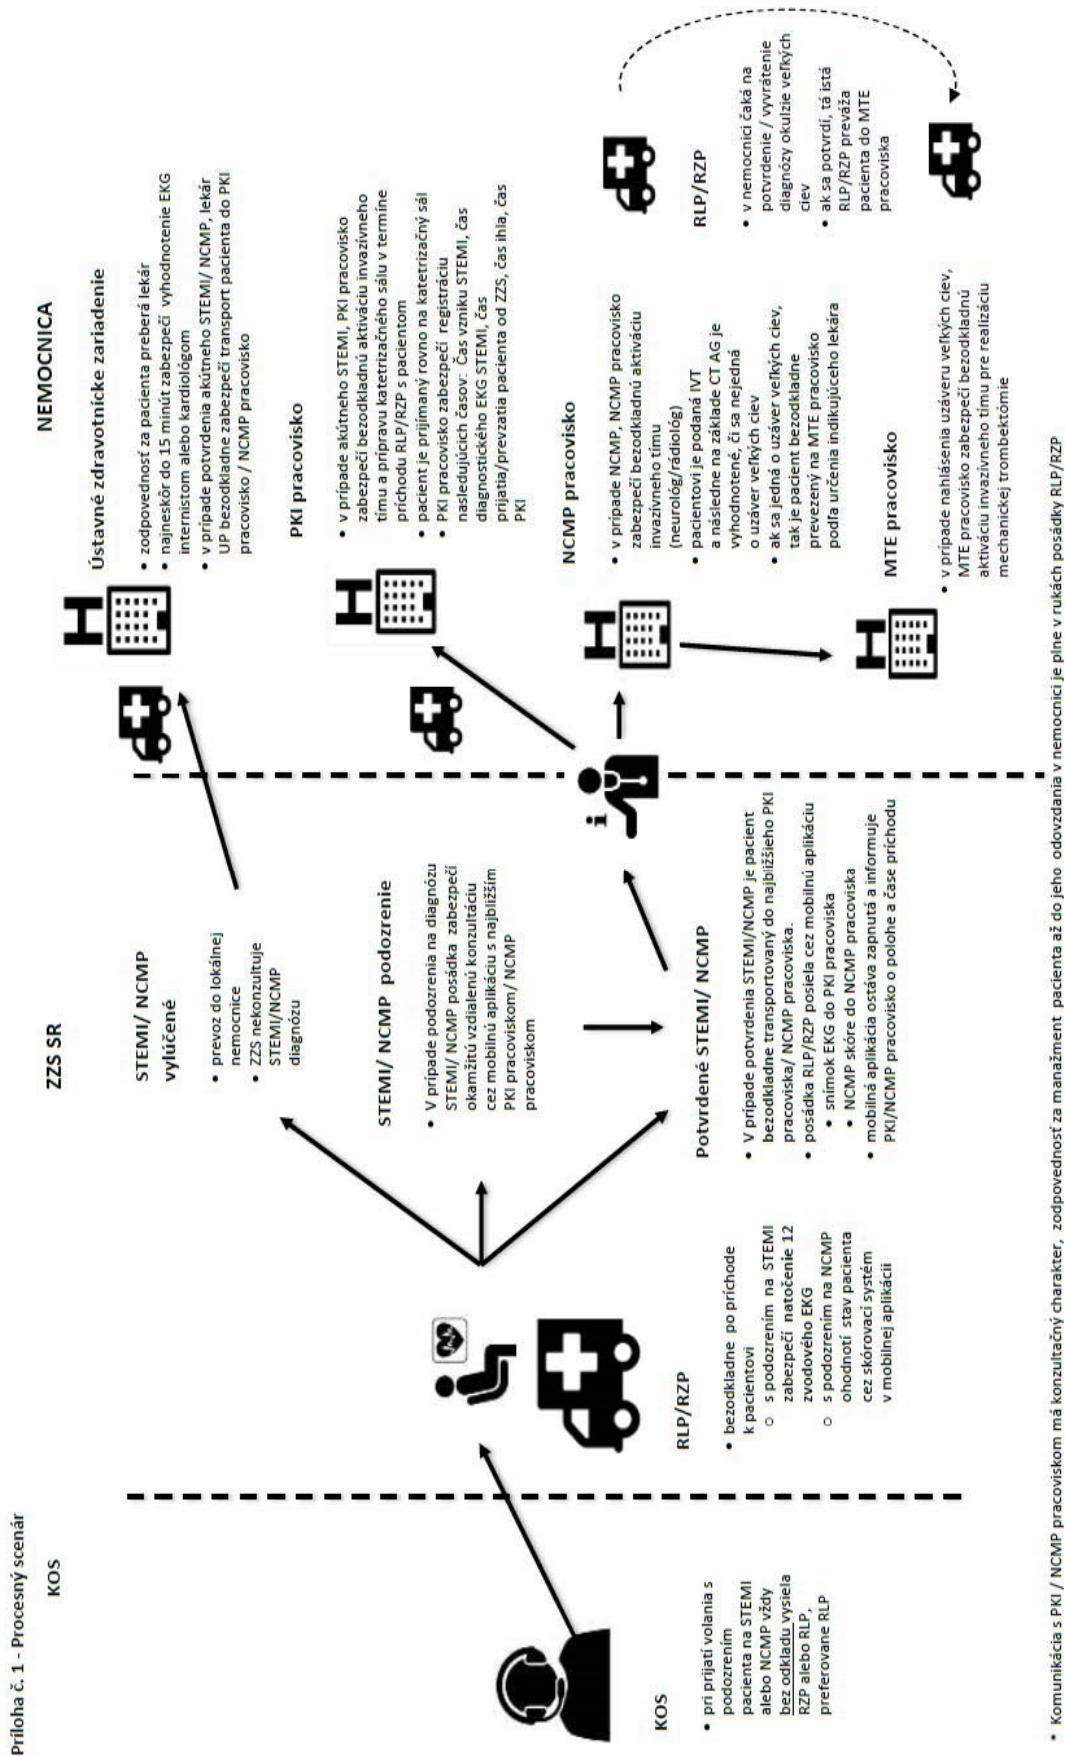 Príloha č. 1 - Procesný scenár
KOS
ZZS SR
NEMOCNICA
KOS
• pri prijatí volania s
podozrením
pacienta na STEMI
alebo NCMP vždy
bez odkladu vysiela
RZP alebo RLP,
preferovane RLP
RLP/RZP
• bezodkladne po príchode
k pacientovi
o s podozrením na STEMI
zabezpečí natočenie 12
zvodového EKG
o s podozrením na NCMP
ohodnotí stav pacienta
cez skórovací systém
v mobilnej aplikácii
STEMI/ NCMP
vylúčené
• prevoz do lokálnej
nemocnice
• ZZS nekonzultuje
STEMI/NCMP
diagnózu
STEMI/ NCMP podozrenie
• V prípade podozrenia na diagnózu
STEMI/ NCMP posádka zabezpečí
okamžitú vzdialenú konzultáciu
cez mobilnú aplikáciu s najbližším
PKI pracoviskom/ NCMP
pracoviskom
Potvrdené STEMI/ NCMP
• V prípade potvrdenia STEMI/NCMP je pacient
bezodkladne transportovaný do najbližšieho PKI
pracoviska/ NCMP pracoviska.
• posádka RLP/RZP posiela cez mobilnú aplikáciu
• snímok EKG do PKI pracoviska
• NCMP skóre do NCMP pracoviska
• mobilná aplikácia ostáva zapnutá a informuje
PKI/NCMP pracovisko o polohe a čase príchodu
i
Ústavné zdravotnícke zariadenie
• zodpovednosť za pacienta preberá lekár
• najneskôr do 15 minút zabezpečí vyhodnotenie EKG
internistom alebo kardiológom
• v prípade potvrdenia akútneho STEMI/ NCMP, lekár
UP bezodkladne zabezpečí transport pacienta do PKI
pracovisko / NCMP pracovisko
PKI pracovisko
• v prípade akútneho STEMI, PKI pracovisko
zabezpečí bezodkladnú aktiváciu invazívneho
tímu a prípravu katetrizačného sálu v termíne
príchodu RLP/RZP s pacientom
• pacient je prijímaný rovno na katetrizačný sál
• PKI pracovisko zabezpečí registráciu
nasledujúcich časov: Čas vzniku STEMI, čas
diagnostického EKG STEMI, čas
prijatia/prevzatia pacienta od ZZS, čas ihla, čas
PKI
NCMP pracovisko
• v prípade NCMP, NCMP pracovisko
zabezpečí bezodkladnú aktiváciu
invazívneho tímu
(neurológ/rádiológ)
• pacientovi je podaná IVT
a následne na základe CT AG je
vyhodnotené, či sa nejedná
o uzáver veľkých ciev
• ak sa jedná o uzáver veľkých ciev,
tak je pacient bezodkladne
prevezený na MTE pracovisko
podľa určenia indikujúceho lekára
RLP/RZP
• v nemocnici čaká na
potvrdenie / vyvrátenie
diagnózy okulzie veľkých
ciev
• ak sa potvrdí, tá istá
RLP/RZP preváža
pacienta do MTE
pracoviska
MTE pracovisko
• v prípade nahlásenia uzáveru veľkých ciev,
MTE pracovisko zabezpečí bezodkladnú
aktiváciu invazívneho tímu pre realizáciu
mechanickej trombektómie
• Komunikácia s PKI / NCMP pracoviskom má konzultačný charakter, zodpovednosť za manažment pacienta až do jeho odovzdania v nemocnici je plne v rukách posádky RLP/RZP